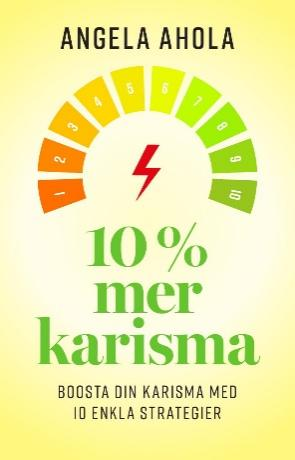 ANGELA AHOLA
1
2
3
4
5
6
7
8
9
10
10 %
mer
karisma
BOOSTA DIN KARISMA MED
10 ENKLA STRATEGIER